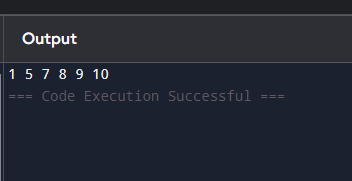 Output
1 5 7 8 9 10
=== Code Execution Successful ===